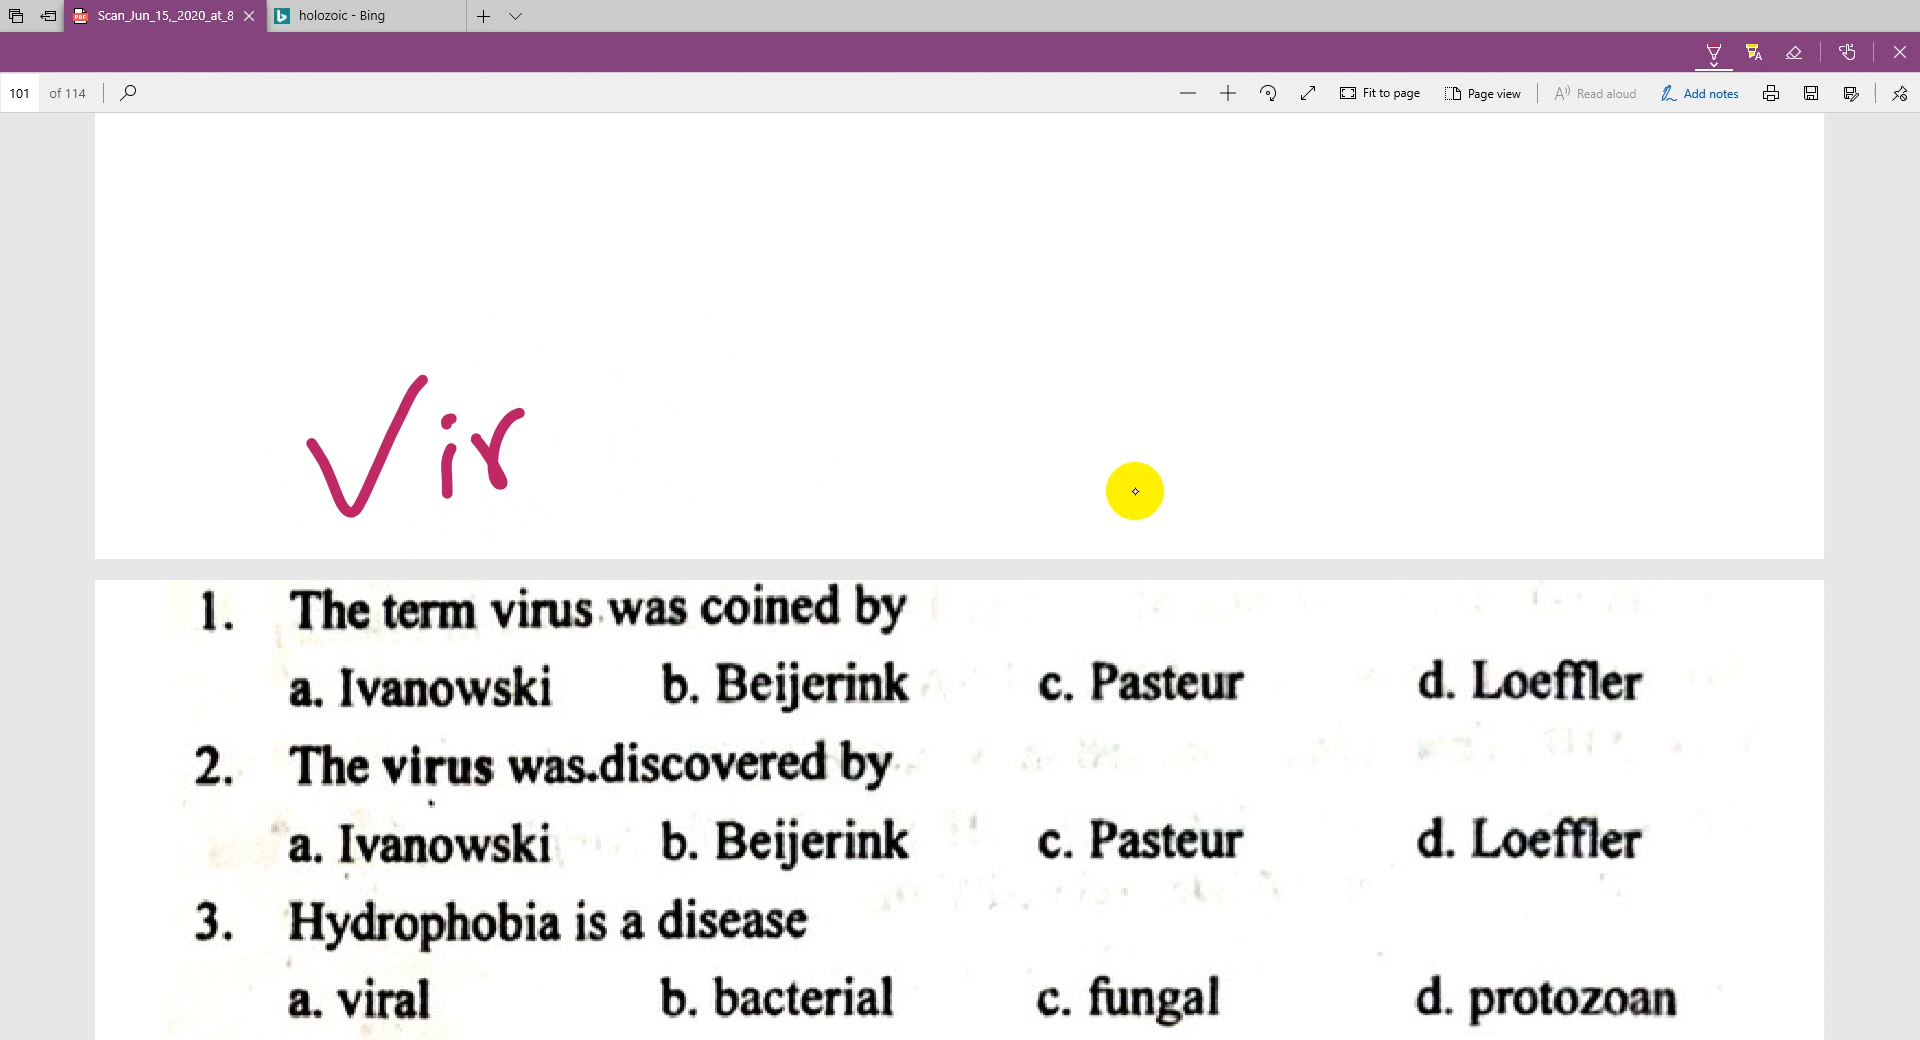 Scan_Jun_15,_2020_at_8
holozoic - Bing
101 of 114
Fit to page
Page view
Read aloud
Add notes
Vir
1. The term virus was coined by
a. Ivanowski b. Beijerink c. Pasteur d. Loeffler
2. The virus was.discovered by
a. Ivanowski b. Beijerink c. Pasteur d. Loeffler
3. Hydrophobia is a disease
a. viral b. bacterial c. fungal d. protozoan